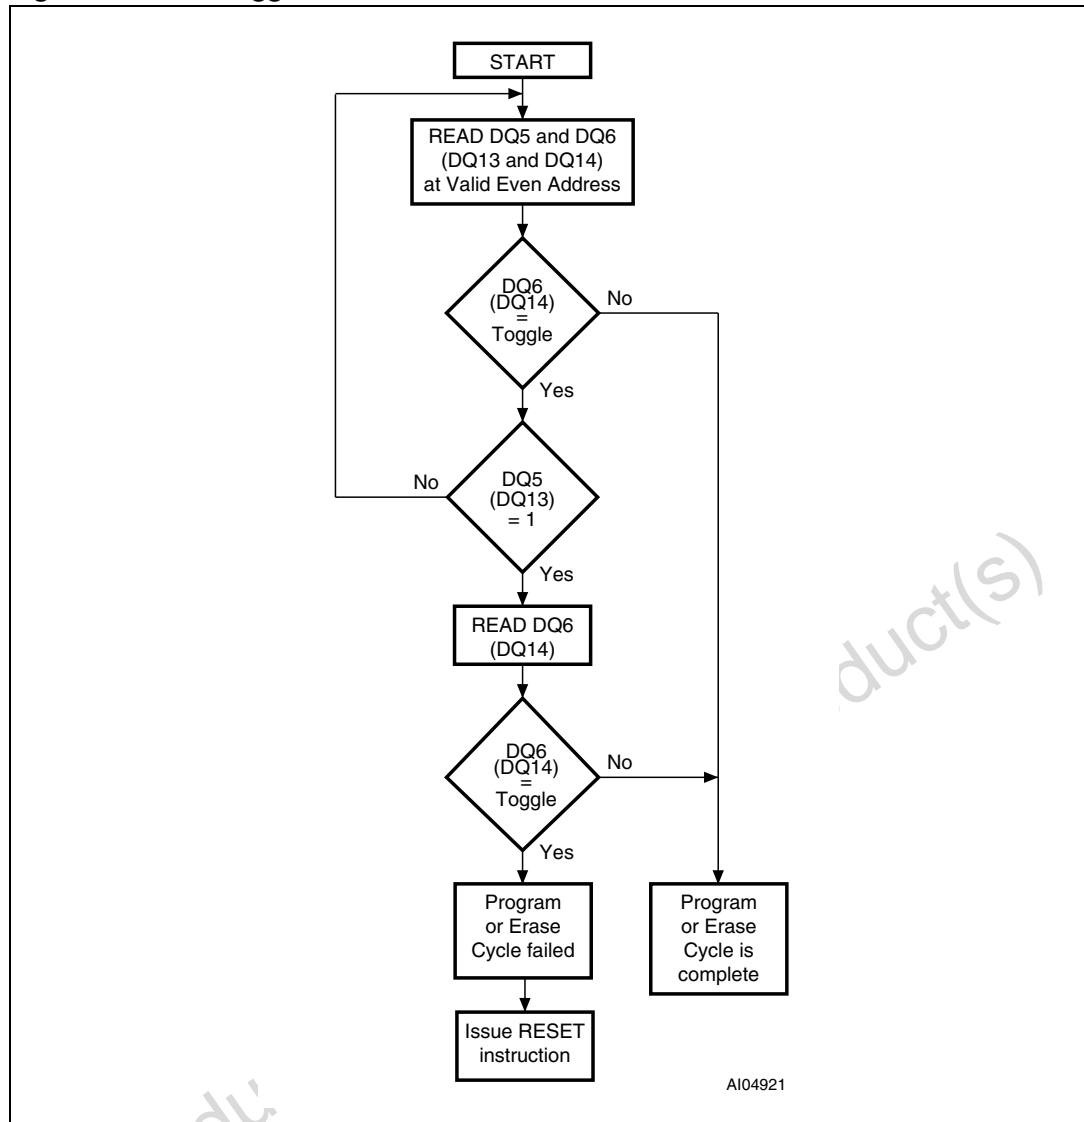 START
READ DQ5 and DQ6
(DQ13 and DQ14)
at Valid Even Address
DQ6
(DQ14)
=
Toggle
No
Yes
DQ5
(DQ13)
= 1
No
Yes
READ DQ6
(DQ14)
DQ6
(DQ14)
=
Toggle
No
Yes
Program
or Erase
Cycle failed
Program
or Erase
Cycle is
complete
Issue RESET
instruction
AI04921
duct(s)